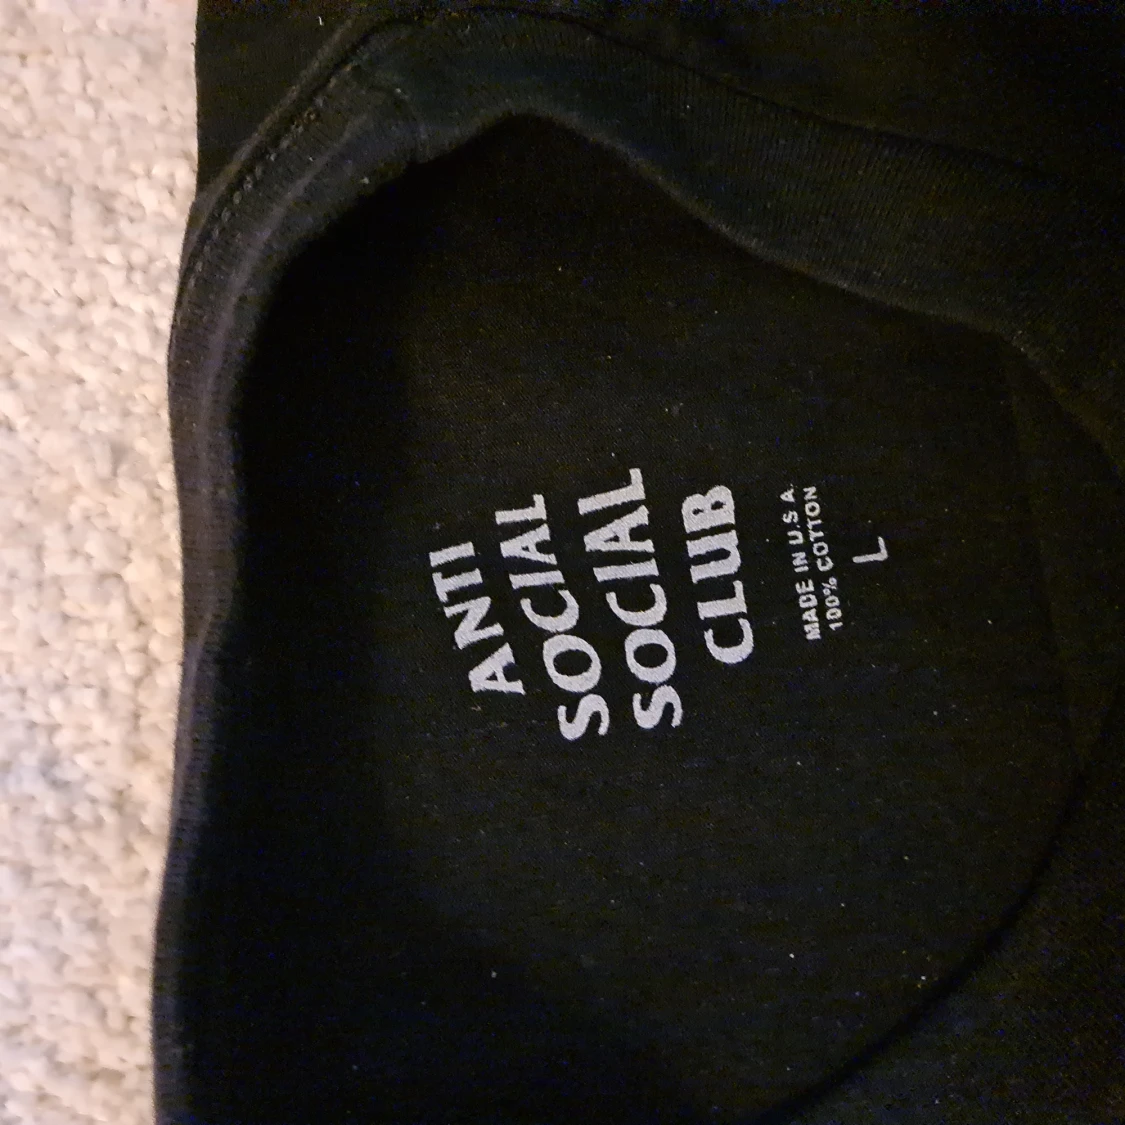 ANTI
SOCIAL
SOCIAL
CLUB
MADE IN U.S.A.
100% COTTON
L